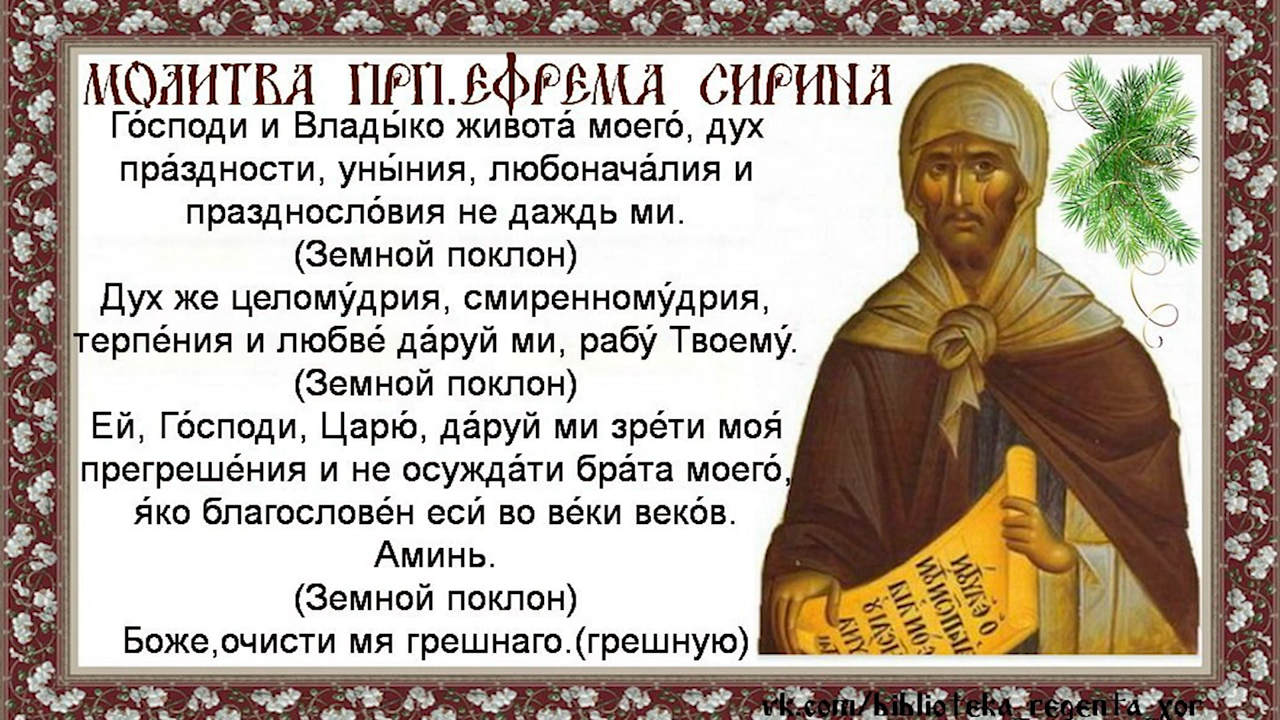 МОЛИТВА ПРП.ЕФРЕМА СИРИНА
Го́споди и Влады́ко живота́ моего́, дух
пра́здности, уны́ния, любонача́лия и
праздносло́вия не даждь ми.
(Земной поклон)
Дух же целому́дрия, смиренному́дрия,
терпе́ния и любве́ да́руй ми, рабу́ Твоему́.
(Земной поклон)
Ей, Го́споди, Царю́, да́руй ми зре́ти моя́
прегреше́ния и не осужда́ти бра́та моего́,
я́ко благослове́н еси́ во ве́ки веко́в.
Аминь.
(Земной поклон)
Боже,очисти мя грешнаго.(грешную)
vk.com/biblioteka_regenta_xor